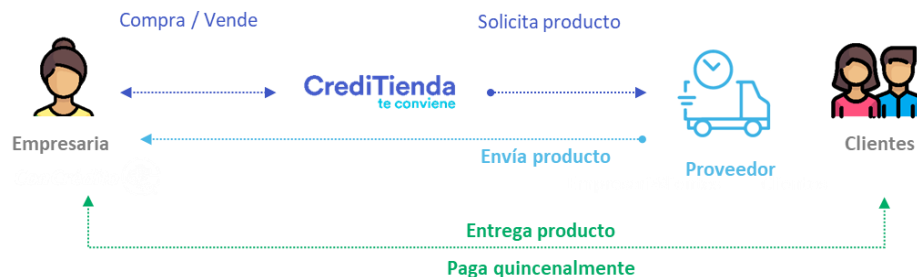 Compra / Vende
Solicita producto
CrediTienda
te conviene
Empresaria
Envía producto
Proveedor
Clientes
Entrega producto
Paga quincenalmente